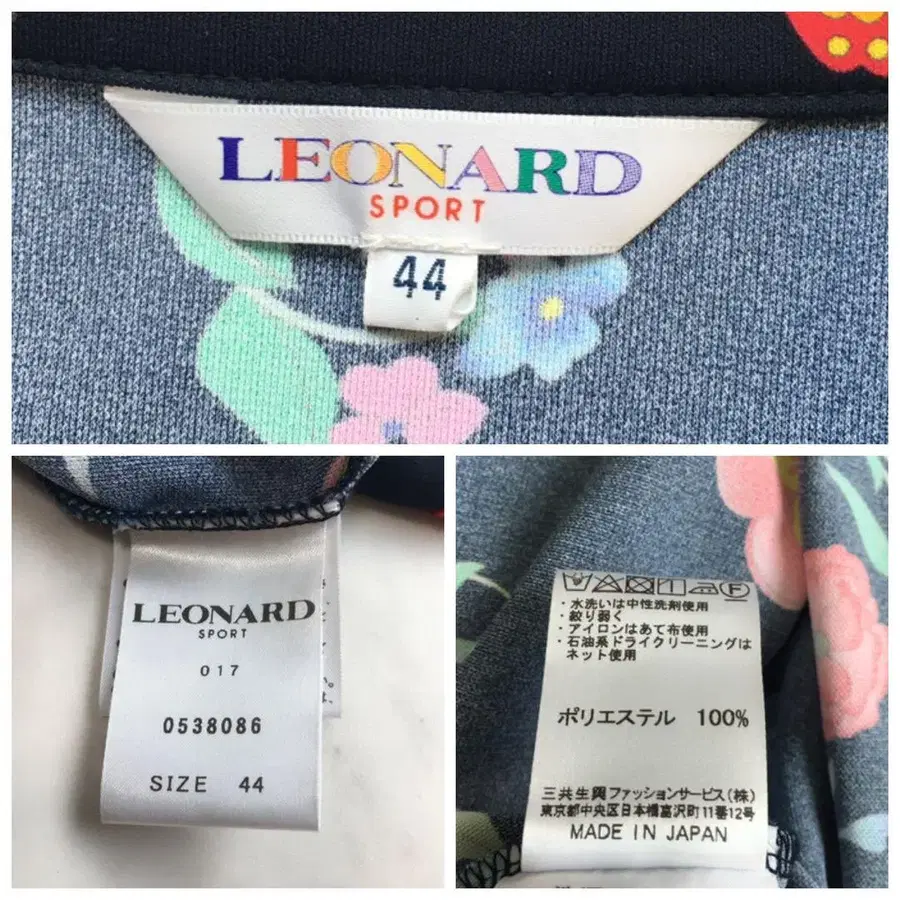 LEONARD
SPORT
44
LEONARD
SPORT
017
0538086
SIZE 44
・水洗いは中性洗剤使用
・絞り弱く
・アイロンはあて布使用
・石油系ドライクリーニングは
ネット使用
ポリエステル 100%
三共生興ファッションサービス(株)
東京都中央区日本橋富沢町11番12号
MADE IN JAPAN